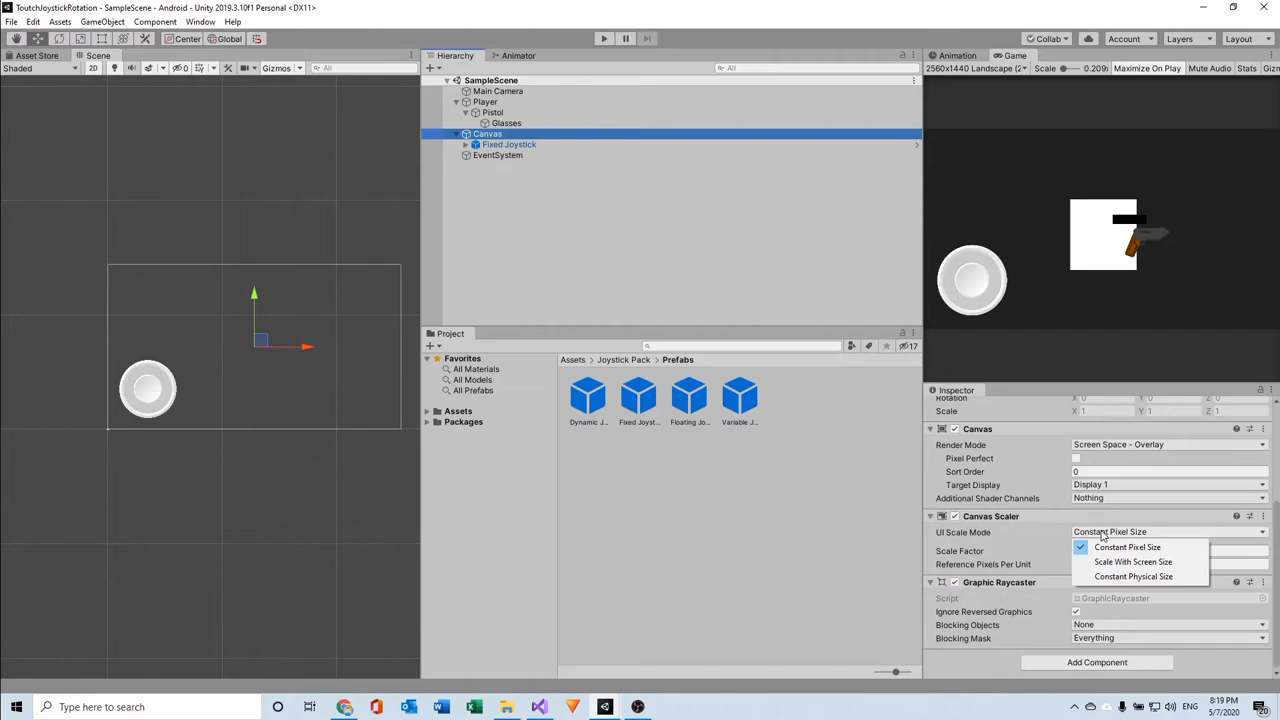 ToutchJoystickRotation - SampleScene - Android - Unity 2019.3.10f1 Personal <DX11>
File Edit Assets GameObject Component Window Help
Center Global Collab Account Layers Layout
Asset Store Scene
Shaded 2D 0 Gizmos All
Hierarchy Animator
All
SampleScene
Main Camera
Player
Pistol
Glasses
Canvas
Fixed Joystick
EventSystem
Animation Game
2560x1440 Landscape (2 Scale 0.209 Maximize On Play Mute Audio Stats Giz
Project
17
Favorites
All Materials
All Models
All Prefabs
Assets
Packages
Assets Joystick Pack Prefabs
Dynamic J... Fixed Joyst... Floating Jo... Variable J...
Inspector
Rotation X 0 Y 0 Z 0
Scale X 1 Y 1 Z 1
Canvas
Render Mode Screen Space - Overlay
Pixel Perfect
Sort Order 0
Target Display Display 1
Additional Shader Channels Nothing
Canvas Scaler
UI Scale Mode Constant Pixel Size
Constant Pixel Size
Scale Factor
Scale With Screen Size
Reference Pixels Per Unit
Constant Physical Size
Graphic Raycaster
Script GraphicRaycaster
Ignore Reversed Graphics
Blocking Objects None
Blocking Mask Everything
Add Component
Type here to search
ENG
8:19 PM
5/7/2020
20